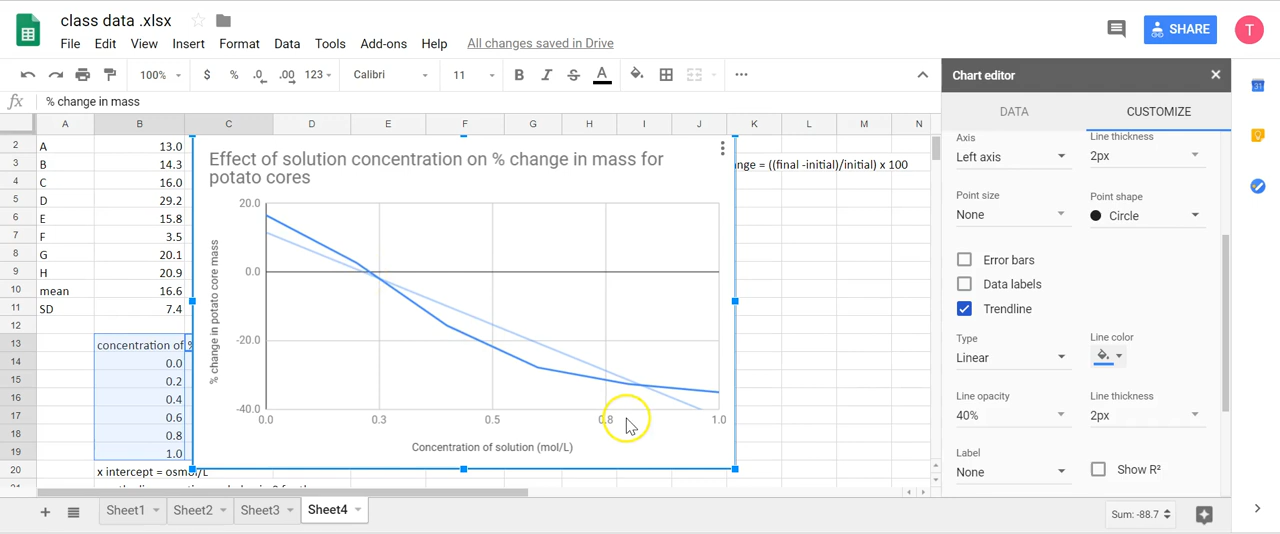 class data .xlsx
File Edit View Insert Format Data Tools Add-ons Help All changes saved in Drive
SHARE
T
100% $ % .0 .00 123 Calibri 11 B I S A
fx % change in mass
A B C D E F G H I J K L M N
2 A 13.0
3 B 14.3 nge = ((final -initial)/initial) x 100
4 C 16.0
5 D 29.2
6 E 15.8
7 F 3.5
8 G 20.1
9 H 20.9
10 mean 16.6
11 SD 7.4
12
13 concentration of %
14 0.0
15 0.2
16 0.4
17 0.6
18 0.8
19 1.0
20 x intercept = osmol/L
Effect of solution concentration on % change in mass for
potato cores
% change in potato core mass
20.0
0.0
-20.0
-40.0
0.0 0.3 0.5 0.8 1.0
Concentration of solution (mol/L)
Sheet1 Sheet2 Sheet3 Sheet4
Sum: -88.7
Chart editor
DATA CUSTOMIZE
Axis Line thickness
Left axis 2px
Point size Point shape
None Circle
Error bars
Data labels
Trendline
Type Line color
Linear
Line opacity Line thickness
40% 2px
Label
None Show R²
31